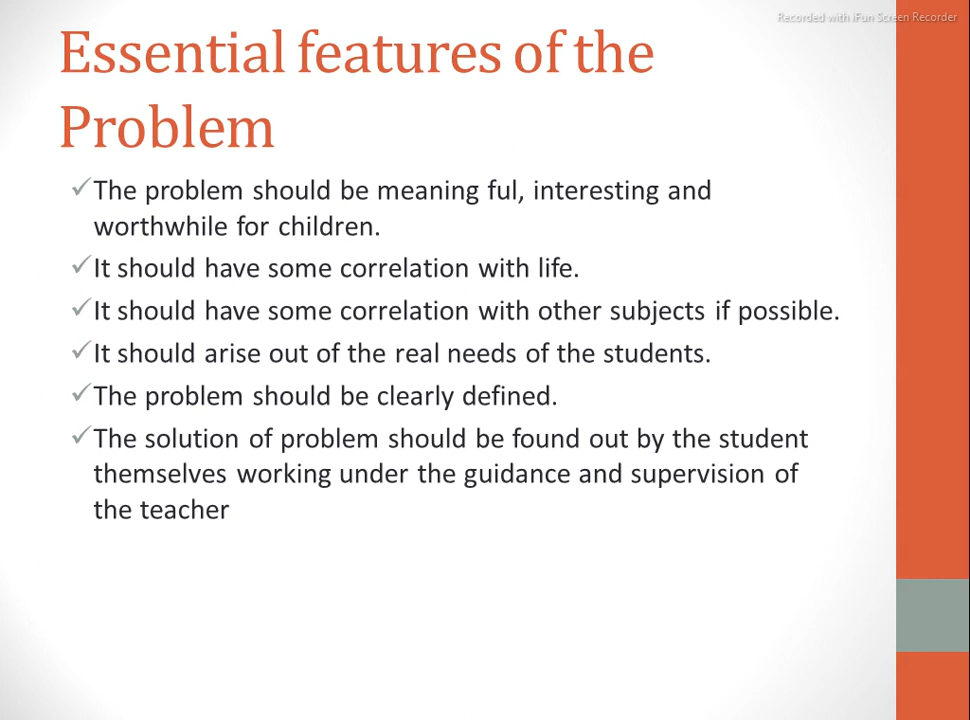 Recorded with iFun Screen Recorder
Essential features of the
Problem
✓The problem should be meaning ful, interesting and
worthwhile for children.
✓It should have some correlation with life.
✓It should have some correlation with other subjects if possible.
✓It should arise out of the real needs of the students.
✓The problem should be clearly defined.
✓The solution of problem should be found out by the student
themselves working under the guidance and supervision of
the teacher